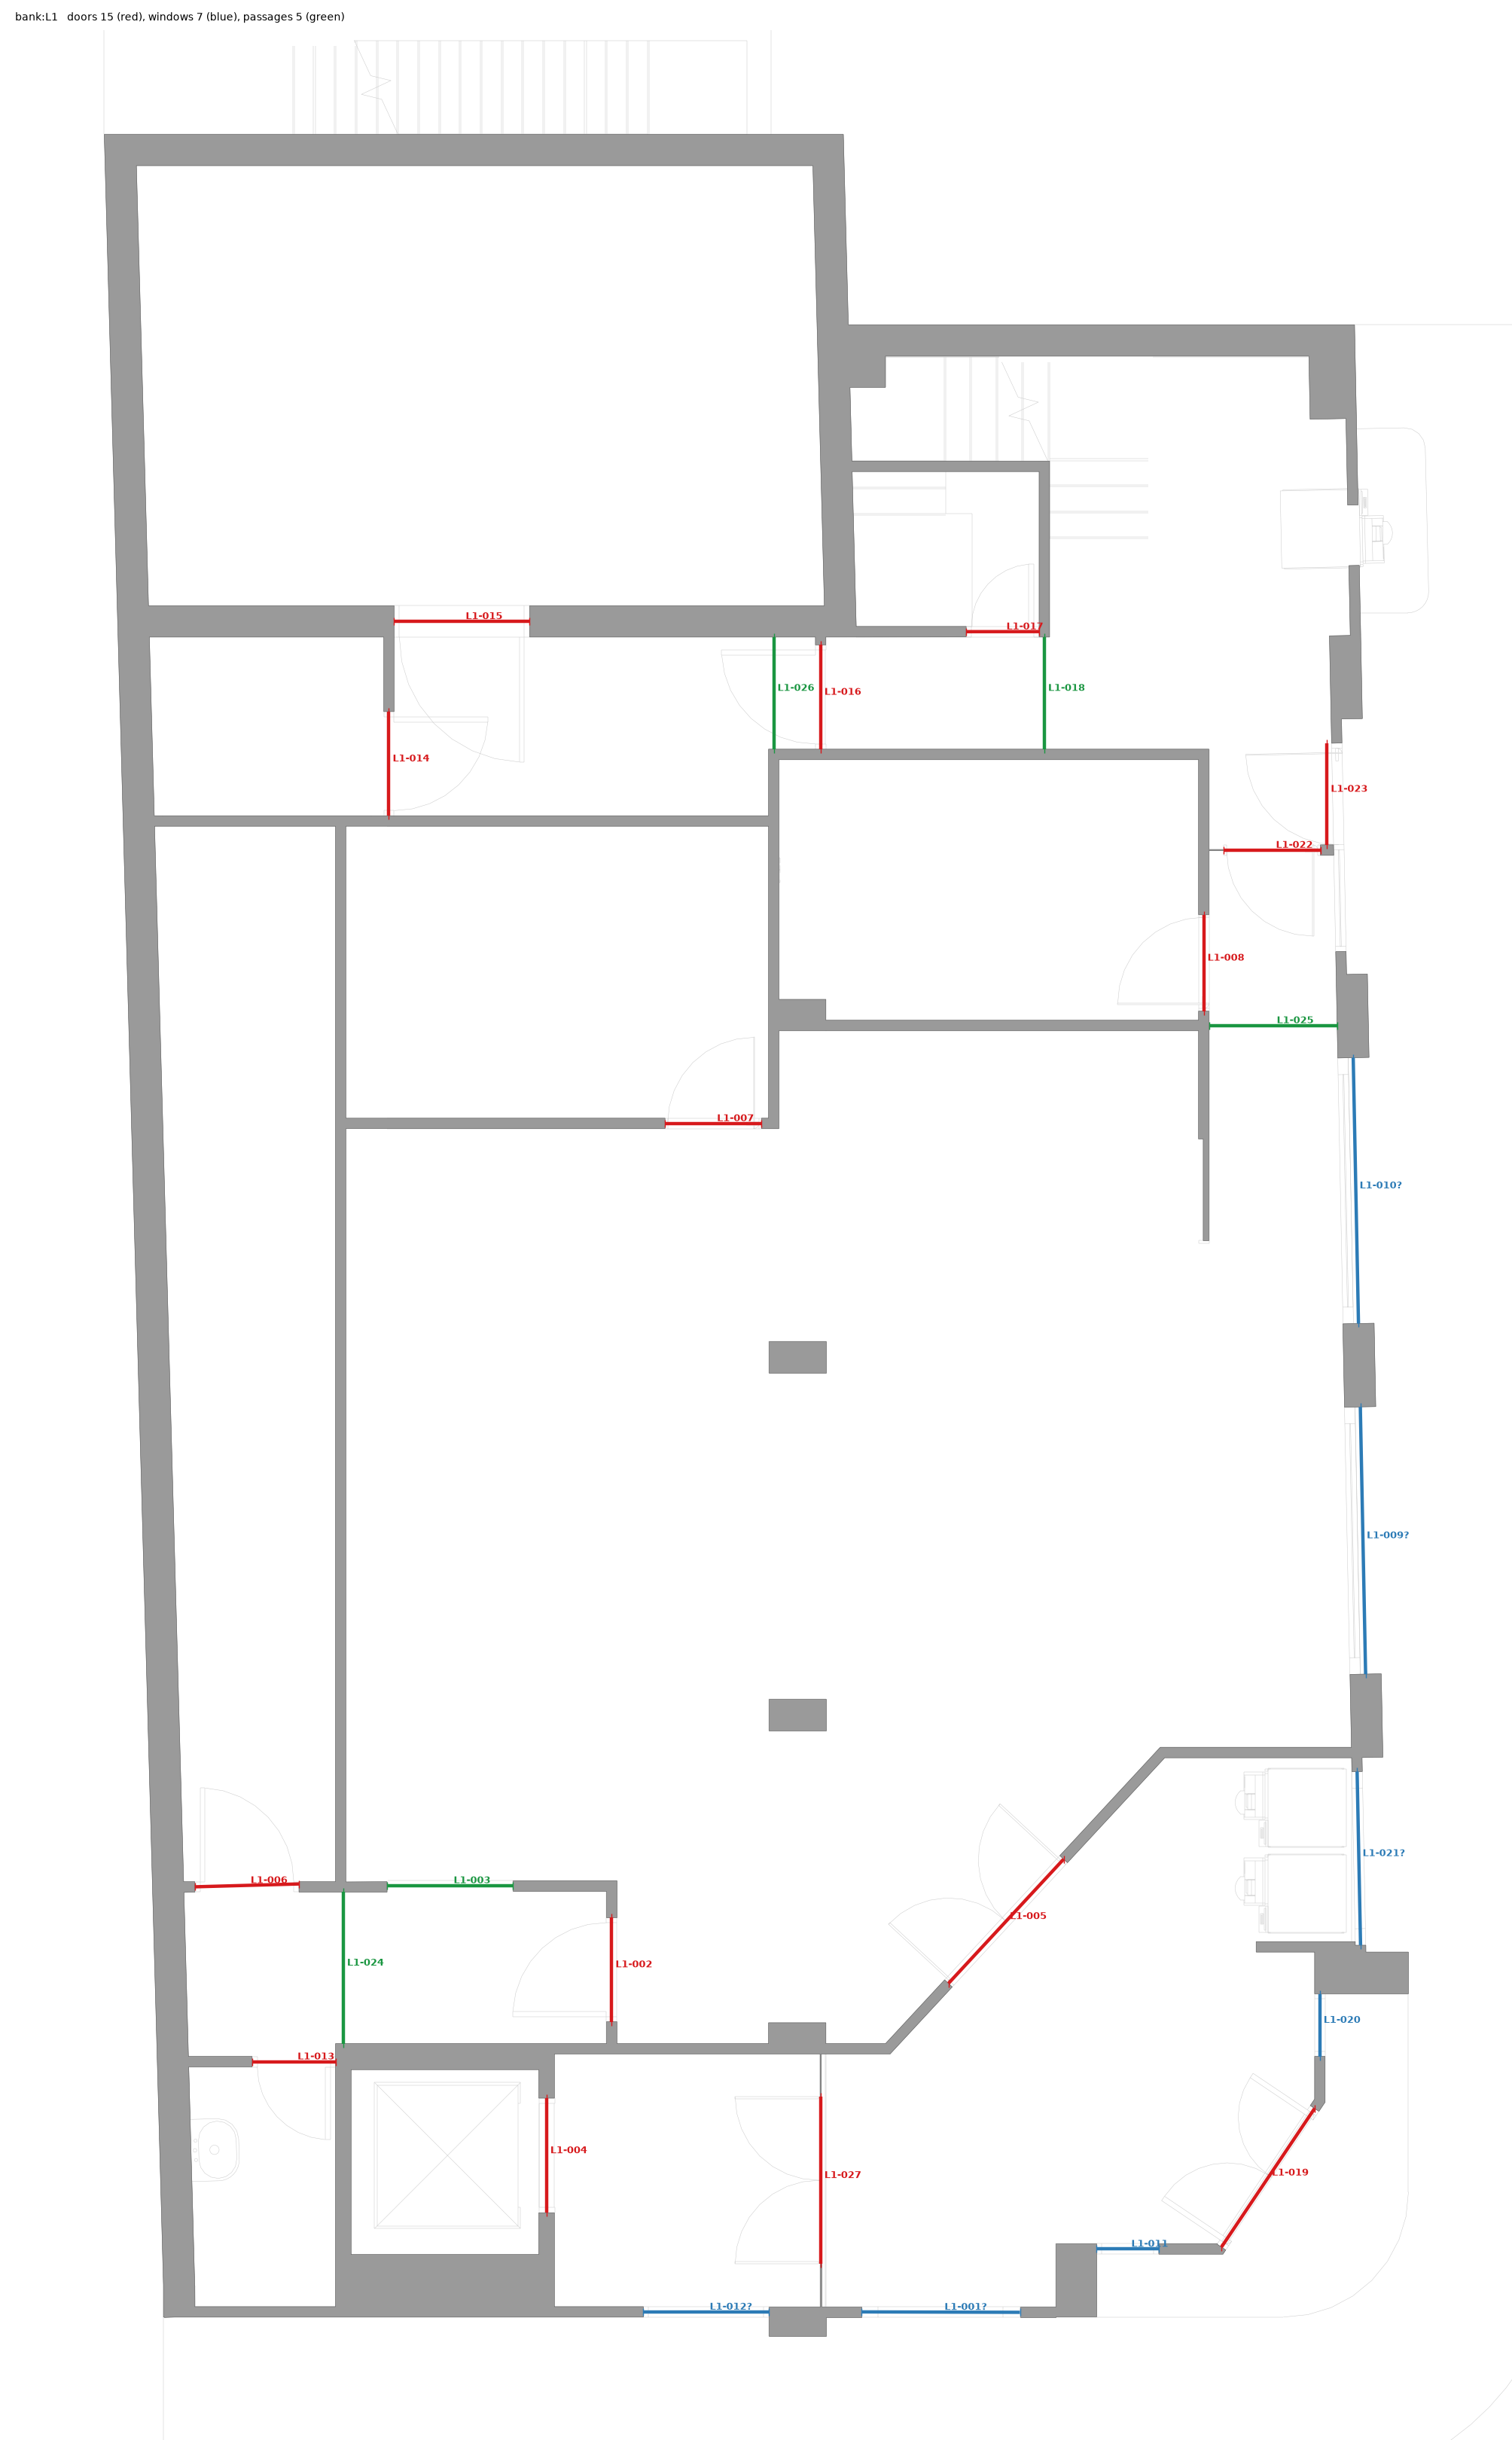 bank:L1 doors 15 (red), windows 7 (blue), passages 5 (green)
L1-015
L1-017
L1-026
L1-016
L1-018
L1-014
L1-023
L1-022
L1-008
L1-025
L1-007
L1-010?
L1-009?
L1-021?
L1-006
L1-003
L1-005
L1-024
L1-002
L1-020
L1-013
L1-004
L1-027
L1-019
L1-011
L1-012?
L1-001?